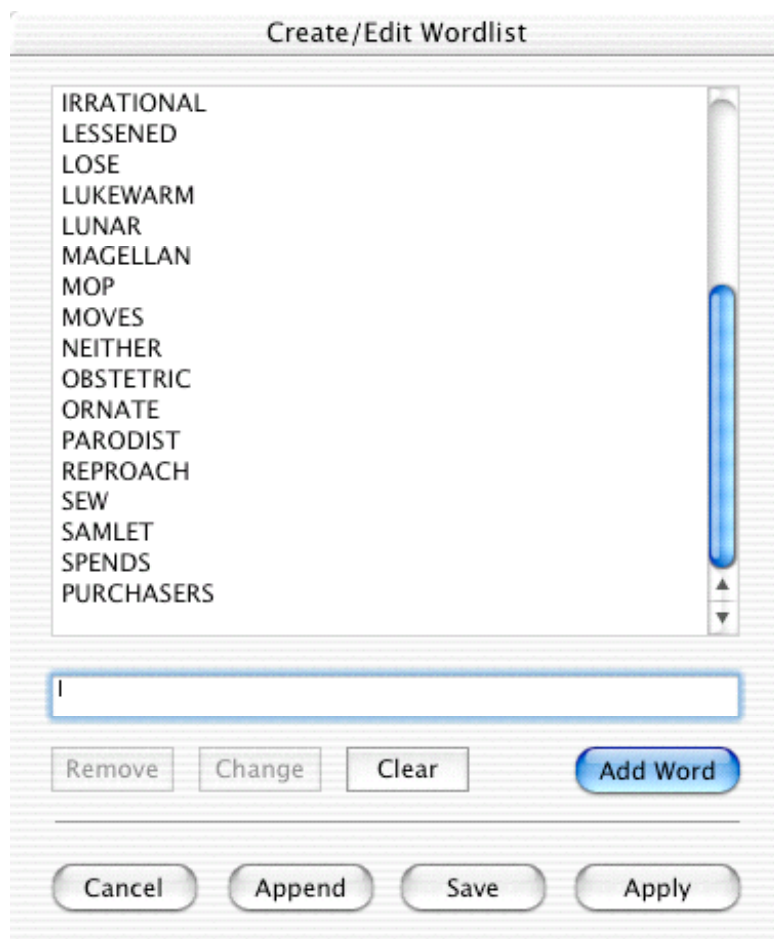 Create/Edit Wordlist
IRRATIONAL
LESSENED
LOSE
LUKEWARM
LUNAR
MAGELLAN
MOP
MOVES
NEITHER
OBSTETRIC
ORNATE
PARODIST
REPROACH
SEW
SAMLET
SPENDS
PURCHASERS
Remove Change Clear Add Word
Cancel Append Save Apply